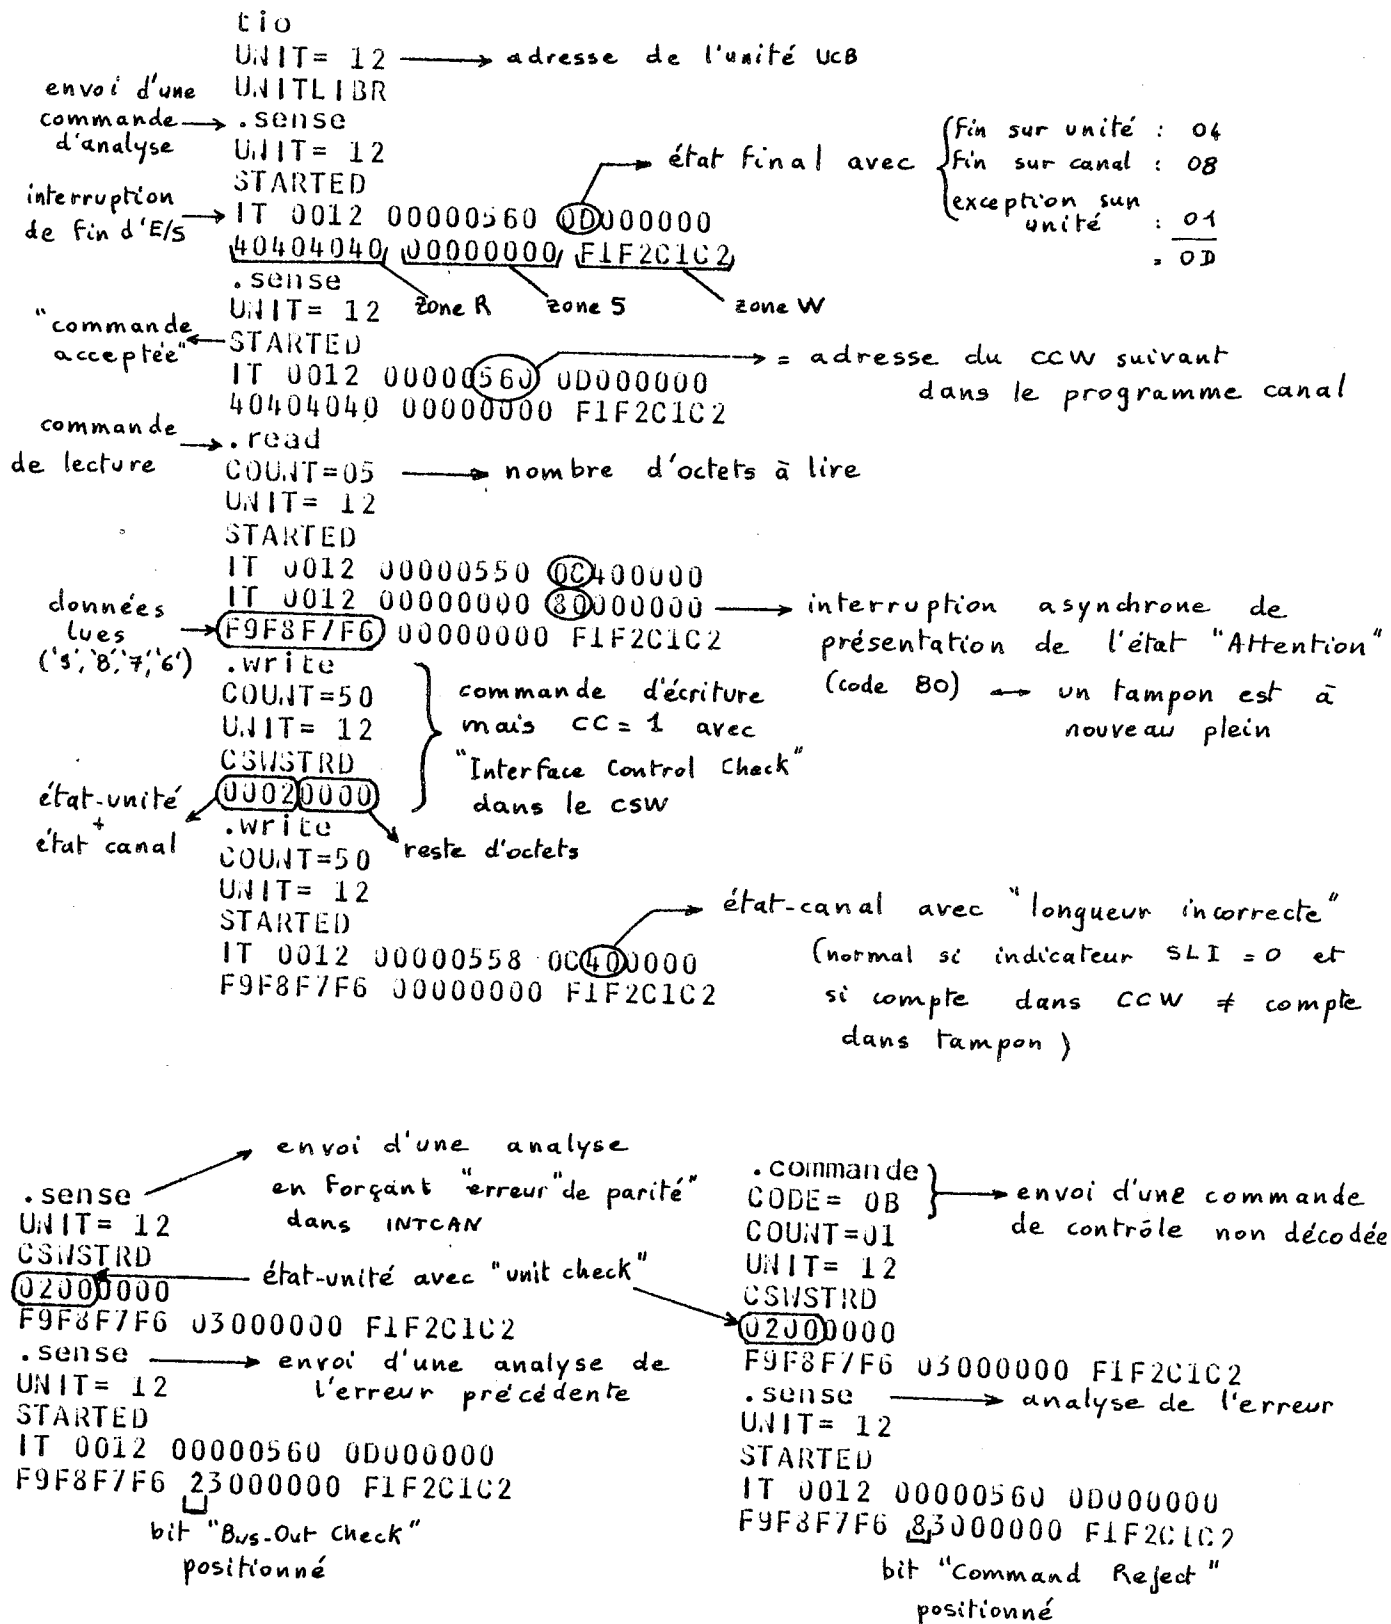 tio
UNIT= 12 → adresse de l'unité UCB
UNITLIBR
envoi d'une commande d'analyse → .sense
UNIT= 12
STARTED
interruption de fin d'E/S → IT 0012 00000560 0D000000
→ état final avec
{ Fin sur unité : 04
Fin sur canal : 08
exception sur unité : 01
= 0D
40404040 00000000 F1F2C1C2
zone R zone S zone W
.sense
UNIT= 12
"commande acceptée" ← STARTED
IT 0012 00000560 0D000000
→ = adresse du CCW suivant
dans le programme canal
40404040 00000000 F1F2C1C2
commande de lecture → .read
COUNT=05 → nombre d'octets à lire
UNIT= 12
STARTED
IT 0012 00000550 0C400000
IT 0012 00000000 80000000 → interruption asynchrone de
présentation de l'état "Attention"
(code 80) ↔ un tampon est à
nouveau plein
données lues ('9','8','7','6') → F9F8F7F6 00000000 F1F2C1C2
.write
COUNT=50
UNIT= 12
CSWSTRD
00020000
} commande d'écriture
mais CC = 1 avec
"Interface Control Check"
dans le CSW
état-unité + état canal
reste d'octets
.write
COUNT=50
UNIT= 12
STARTED
IT 0012 00000558 0C400000
F9F8F7F6 00000000 F1F2C1C2
→ état-canal avec "longueur incorrecte"
(normal si indicateur SLI = 0 et
si compte dans CCW ≠ compte
dans tampon)
.sense → envoi d'une analyse
en forçant "erreur" de parité"
dans INTCAN
UNIT= 12
CSWSTRD
02000000
état-unité avec "unit check"
F9F8F7F6 03000000 F1F2C1C2
.sense → envoi d'une analyse de
l'erreur précédente
UNIT= 12
STARTED
IT 0012 00000560 0D000000
F9F8F7F6 23000000 F1F2C1C2
bit "Bus-Out Check"
positionné
.commande
CODE= 0B
} → envoi d'une commande
de contrôle non décodée
COUNT=01
UNIT= 12
CSWSTRD
02000000
F9F8F7F6 03000000 F1F2C1C2
.sense → analyse de l'erreur
UNIT= 12
STARTED
IT 0012 00000560 0D000000
F9F8F7F6 83000000 F1F2C1C2
bit "Command Reject"
positionné